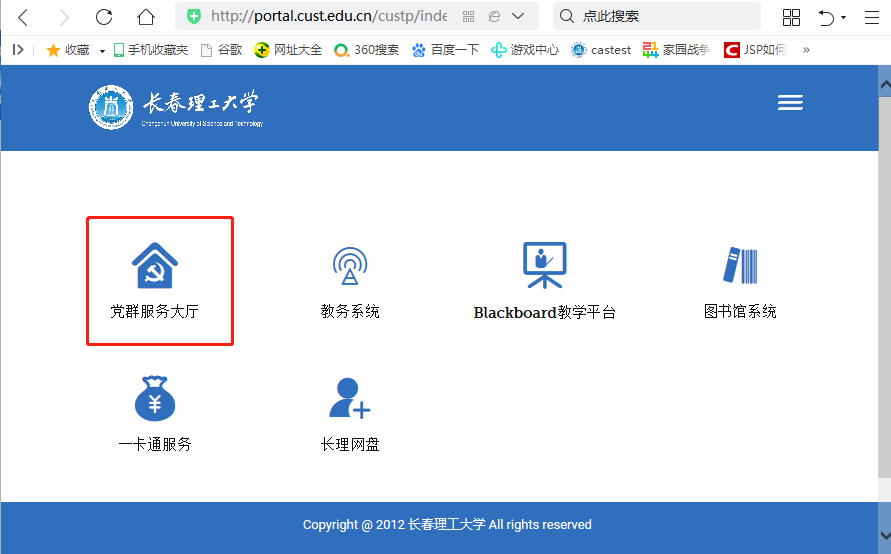 http://portal.cust.edu.cn/custp/inde
点此搜索
收藏 手机收藏夹 谷歌 网址大全 360搜索 百度一下 游戏中心 castest 家园战争 JSP如何 »
长春理工大学
Changchun University of Science and Technology
党群服务大厅 教务系统 Blackboard教学平台 图书馆系统
一卡通服务 长理网盘
Copyright @ 2012 长春理工大学 All rights reserved